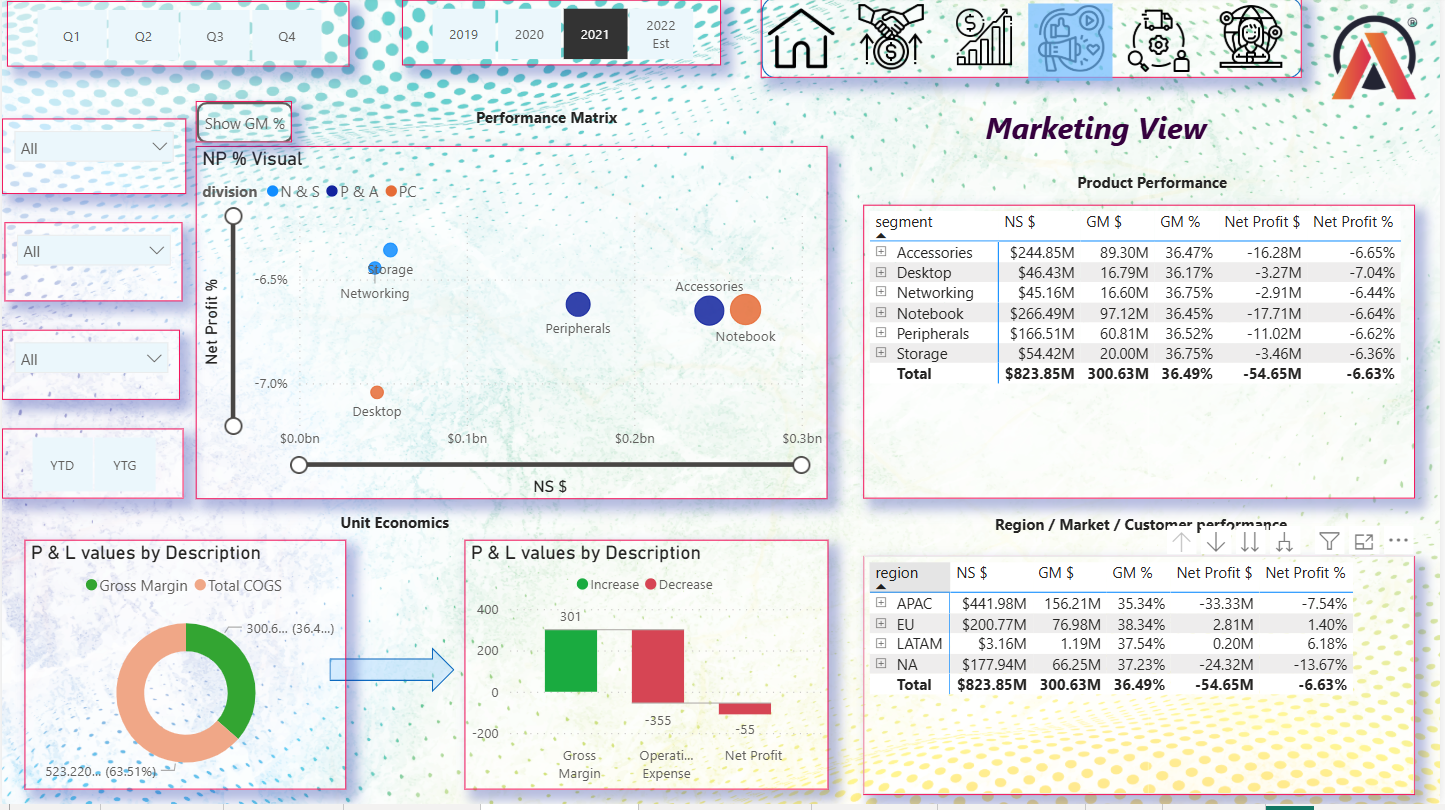 Q1 Q2 Q3 Q4
2019 2020 2021 2022 Est
®
Show GM %
Performance Matrix
Marketing View
All
All
All
YTD YTG
NP % Visual
division N & S P & A PC
Net Profit %
-6.5%
-7.0%
Storage
Networking
Peripherals
Accessories
Notebook
Desktop
$0.0bn $0.1bn $0.2bn $0.3bn
NS $
Product Performance
segment NS $ GM $ GM % Net Profit $ Net Profit %
Accessories $244.85M 89.30M 36.47% -16.28M -6.65%
Desktop $46.43M 16.79M 36.17% -3.27M -7.04%
Networking $45.16M 16.60M 36.75% -2.91M -6.44%
Notebook $266.49M 97.12M 36.45% -17.71M -6.64%
Peripherals $166.51M 60.81M 36.52% -11.02M -6.62%
Storage $54.42M 20.00M 36.75% -3.46M -6.36%
Total $823.85M 300.63M 36.49% -54.65M -6.63%
Unit Economics
P & L values by Description
Gross Margin Total COGS
300.6... (36.4...)
523.220... (63.51%)
P & L values by Description
Increase Decrease
400
200
0
-200
301
-355
-55
Gross Margin
Operati... Expense
Net Profit
Region / Market / Customer performance
region NS $ GM $ GM % Net Profit $ Net Profit %
APAC $441.98M 156.21M 35.34% -33.33M -7.54%
EU $200.77M 76.98M 38.34% 2.81M 1.40%
LATAM $3.16M 1.19M 37.54% 0.20M 6.18%
NA $177.94M 66.25M 37.23% -24.32M -13.67%
Total $823.85M 300.63M 36.49% -54.65M -6.63%